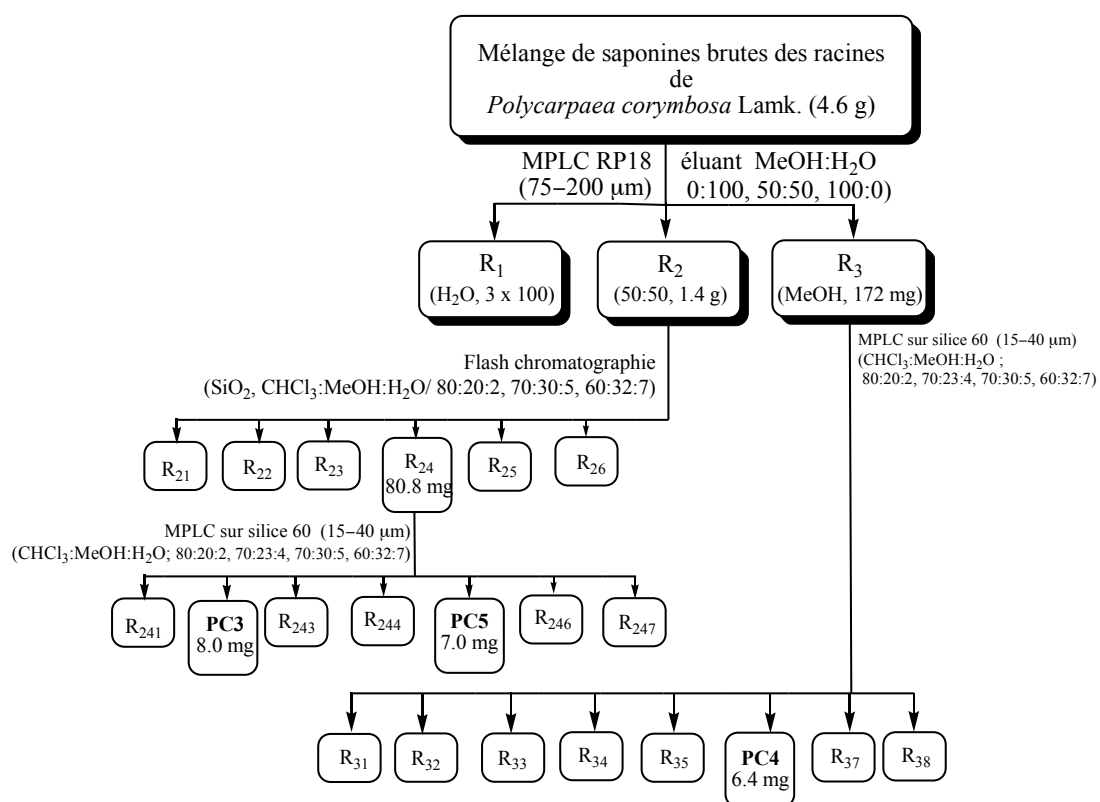 Mélange de saponines brutes des racines
de
Polycarpaea corymbosa Lamk. (4.6 g)
MPLC RP18
(75–200 μm)
éluant MeOH:H₂O
0:100, 50:50, 100:0)
R₁
(H₂O, 3 x 100)
R₂
(50:50, 1.4 g)
R₃
(MeOH, 172 mg)
MPLC sur silice 60 (15–40 μm)
(CHCl₃:MeOH:H₂O ;
80:20:2, 70:23:4, 70:30:5, 60:32:7)
Flash chromatographie
(SiO₂, CHCl₃:MeOH:H₂O/ 80:20:2, 70:30:5, 60:32:7)
R₂₁
R₂₂
R₂₃
R₂₄
80.8 mg
R₂₅
R₂₆
MPLC sur silice 60 (15–40 μm)
(CHCl₃:MeOH:H₂O; 80:20:2, 70:23:4, 70:30:5, 60:32:7)
R₂₄₁
PC3
8.0 mg
R₂₄₃
R₂₄₄
PC5
7.0 mg
R₂₄₆
R₂₄₇
R₃₁
R₃₂
R₃₃
R₃₄
R₃₅
PC4
6.4 mg
R₃₇
R₃₈